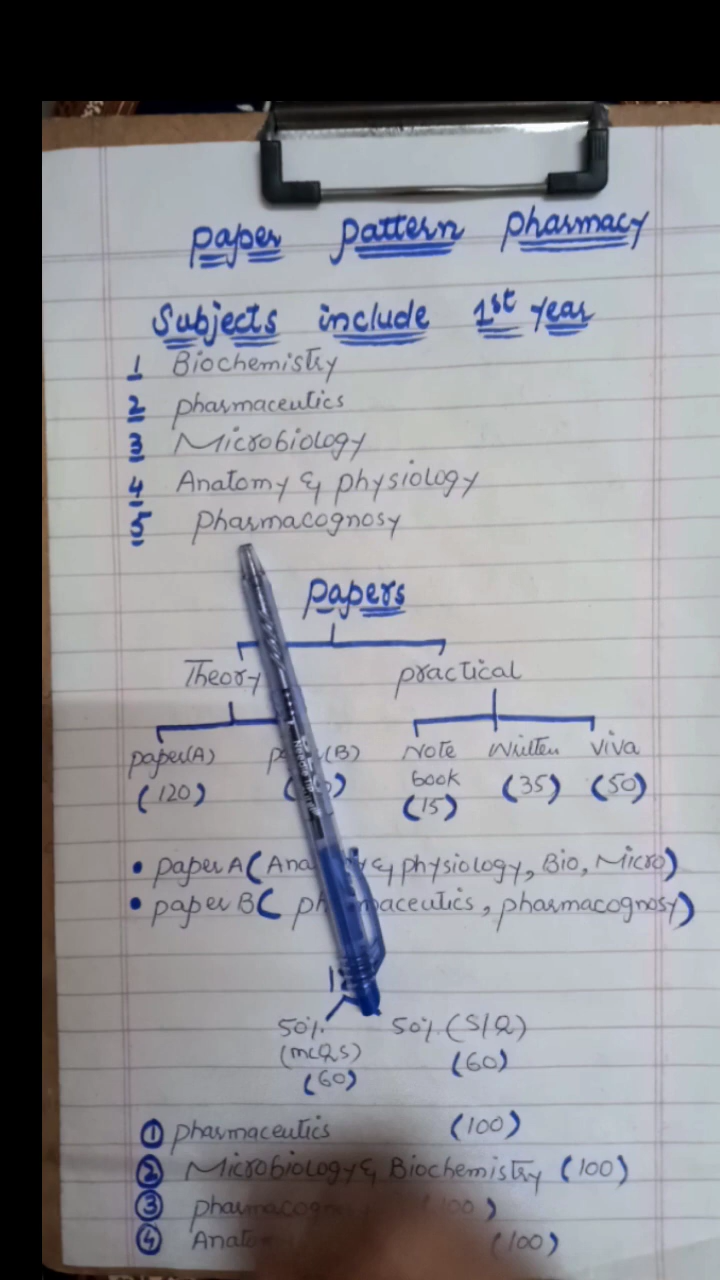 paper pattern pharmacy
Subjects include 1st year
1 Biochemistry
2 pharmaceutics
3 Microbiology
4 Anatomy & physiology
5 pharmacognosy
papers
Theory practical
paper(A) (B) Note Written viva
book
(120) (15) (35) (50)
• paper A( & physiology, Bio, Micro)
• paper B( pharmaceutics, pharmacognosy)
50% 50% (S/Q)
(mcQs) (60)
(60)
1 pharmaceutics (100)
2 Microbiology & Biochemistry (100)
3
4 (100)